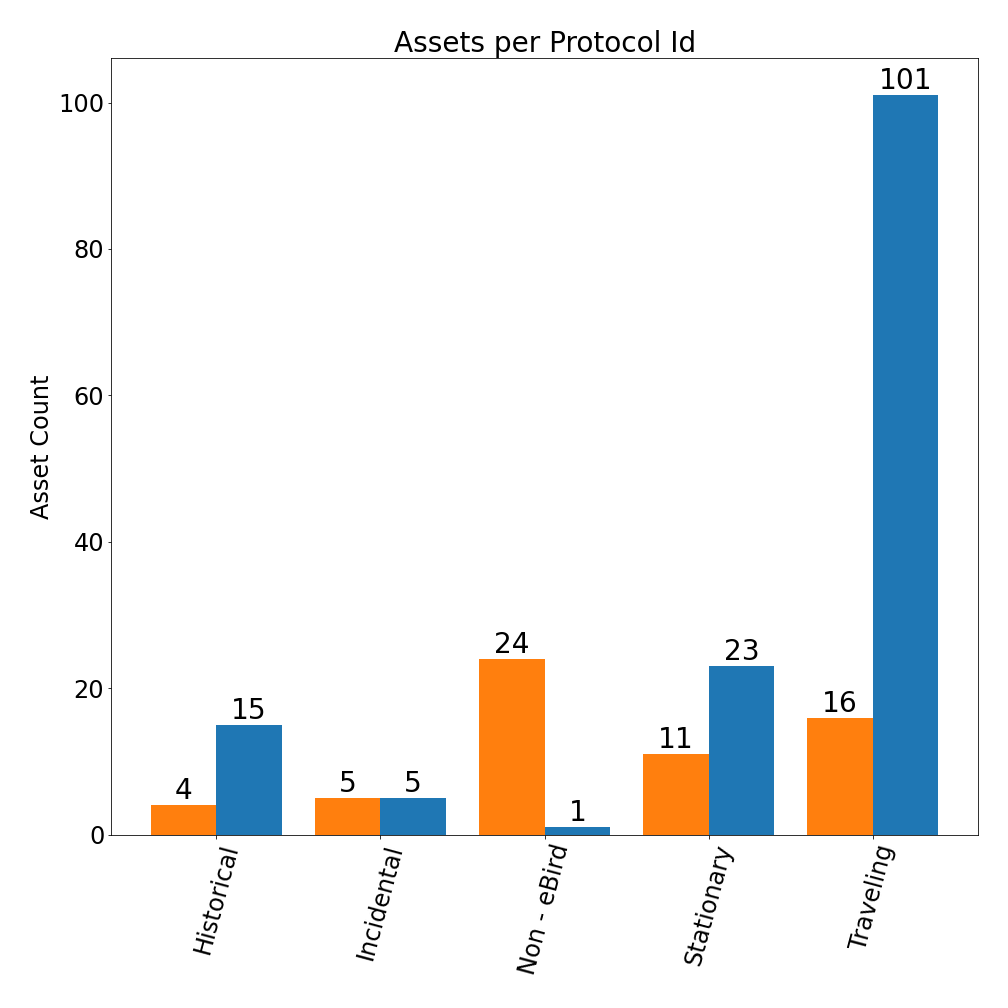 Assets per Protocol Id
Asset Count
100
80
60
40
20
0
4
15
5
5
24
1
11
23
16
101
Historical
Incidental
Non - eBird
Stationary
Traveling